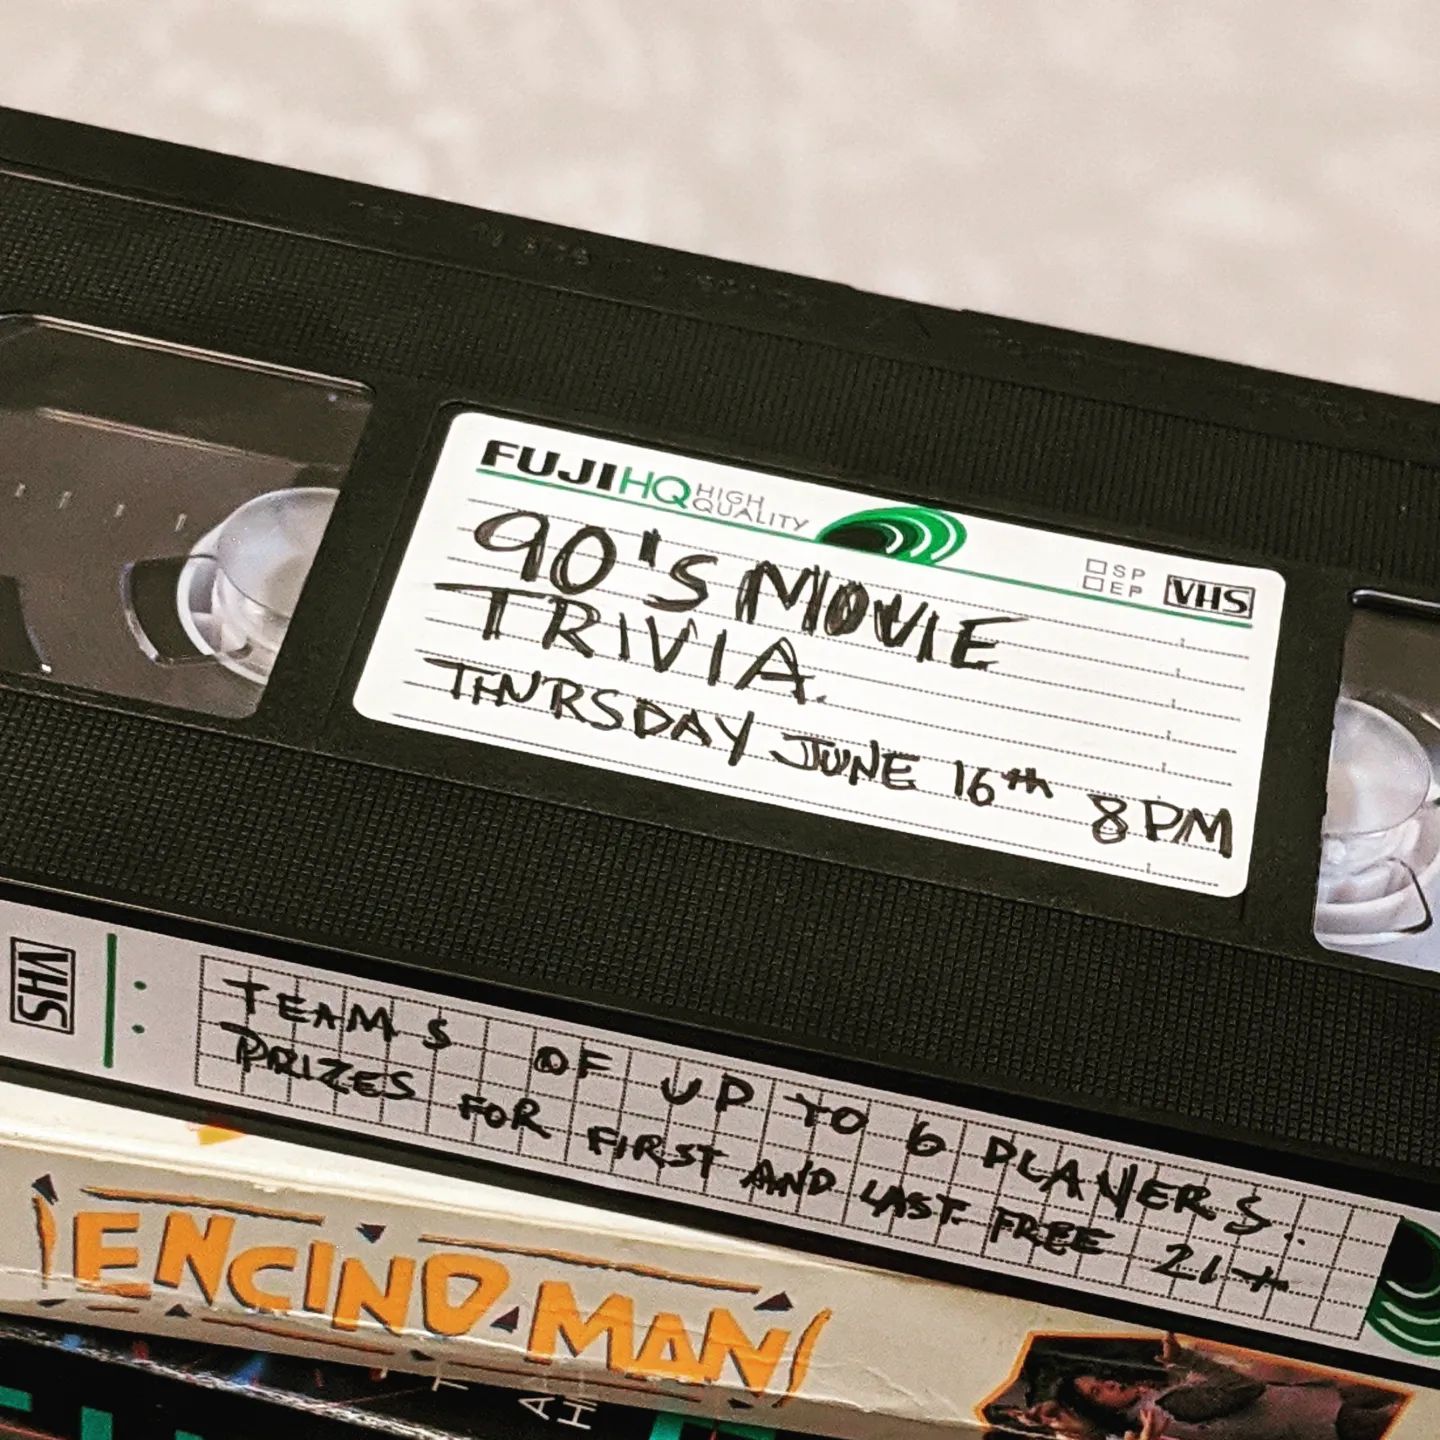 FUJI HQ HIGH QUALITY
SP
EP
VHS
90's MOVIE
TRIVIA.
THURSDAY JUNE 16th 8PM
VHS
TEAMS OF UP TO 6 PLAYERS.
PRIZES FOR FIRST AND LAST. FREE 21+
ENCINO MAN